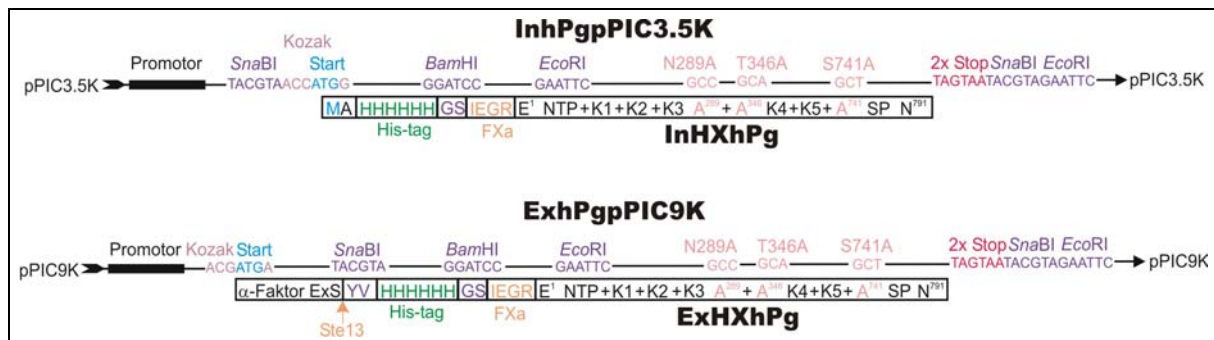 InhPgpPIC3.5K
Promotor SnaBI Kozak Start BamHI EcoRI N289A T346A S741A 2x Stop SnaBI EcoRI
pPIC3.5K TACGTAACCATGG GGATCC GAATTC GCC GCA GCT TAGTAATACGTAGAATTC pPIC3.5K
MA HHHHHH GS IEGR E¹ NTP+K1+K2+K3 A²⁸⁹ + A³⁴⁶ K4+K5+ A⁷⁴¹ SP N⁷⁹¹
His-tag FXa InHXhPg
ExhPgpPIC9K
Promotor Kozak Start SnaBI BamHI EcoRI N289A T346A S741A 2x Stop SnaBI EcoRI
pPIC9K ACGATGA TACGTA GGATCC GAATTC GCC GCA GCT TAGTAATACGTAGAATTC pPIC9K
α-Faktor ExS YV HHHHHH GS IEGR E¹ NTP+K1+K2+K3 A²⁸⁹ + A³⁴⁶ K4+K5+ A⁷⁴¹ SP N⁷⁹¹
Ste13 His-tag FXa ExHXhPg